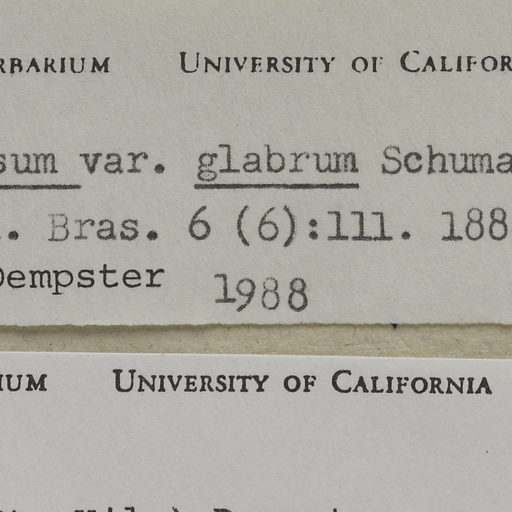 RBARIUM UNIVERSITY OF CALIFOR
sum var. glabrum Schuma
. Bras. 6 (6):111. 188
Dempster 1988
IUM UNIVERSITY OF CALIFORNIA